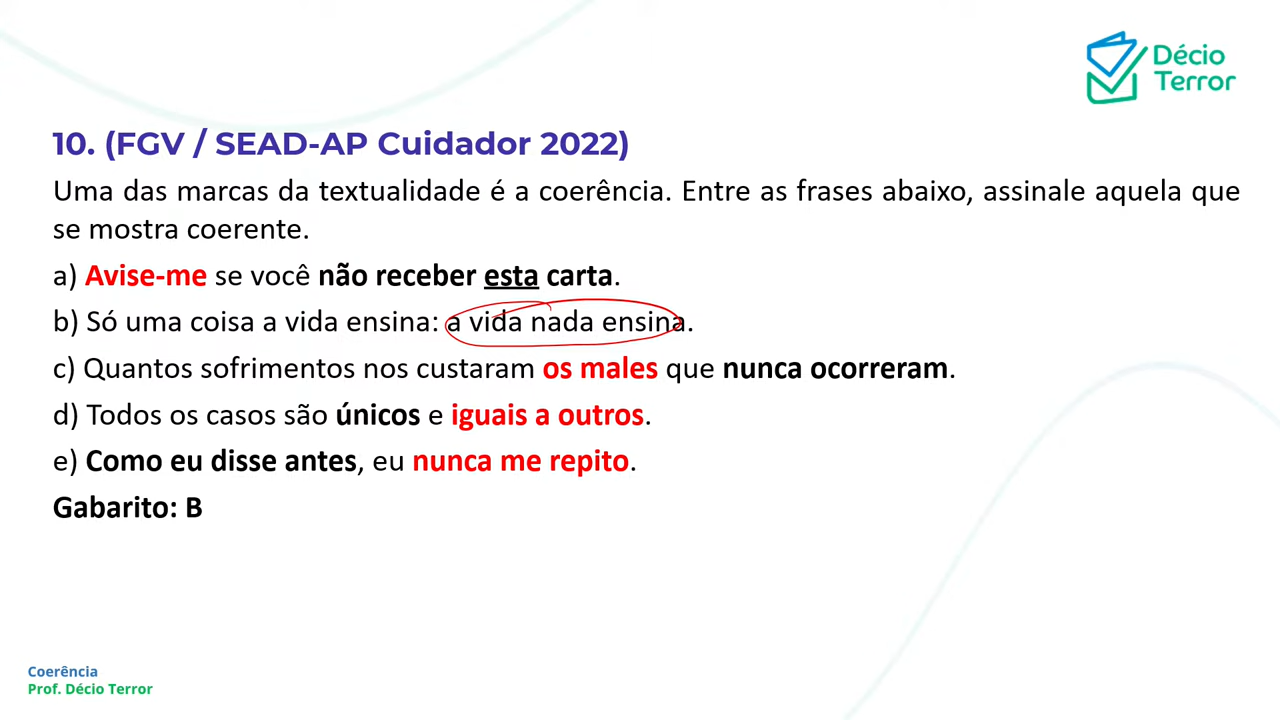 Décio
Terror
10. (FGV / SEAD-AP Cuidador 2022)
Uma das marcas da textualidade é a coerência. Entre as frases abaixo, assinale aquela que
se mostra coerente.
a) Avise-me se você não receber esta carta.
b) Só uma coisa a vida ensina: a vida nada ensina.
c) Quantos sofrimentos nos custaram os males que nunca ocorreram.
d) Todos os casos são únicos e iguais a outros.
e) Como eu disse antes, eu nunca me repito.
Gabarito: B
Coerência
Prof. Décio Terror